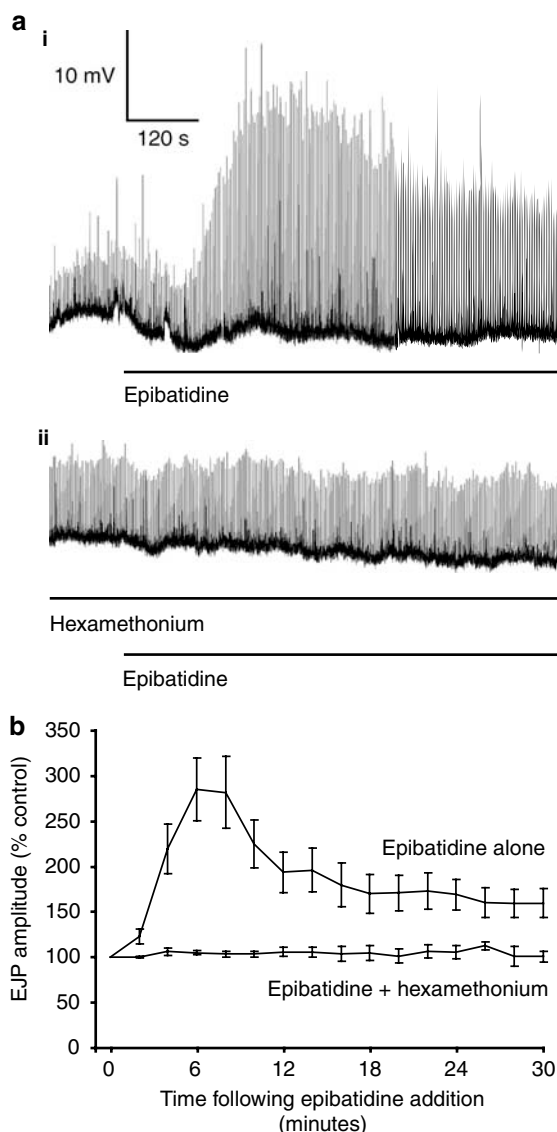 a
i
10 mV
120 s
Epibatidine
ii
Hexamethonium
Epibatidine
b
350
300
250
200
150
100
50
0
EJP amplitude (% control)
Epibatidine alone
Epibatidine + hexamethonium
0 6 12 18 24 30
Time following epibatidine addition
(minutes)